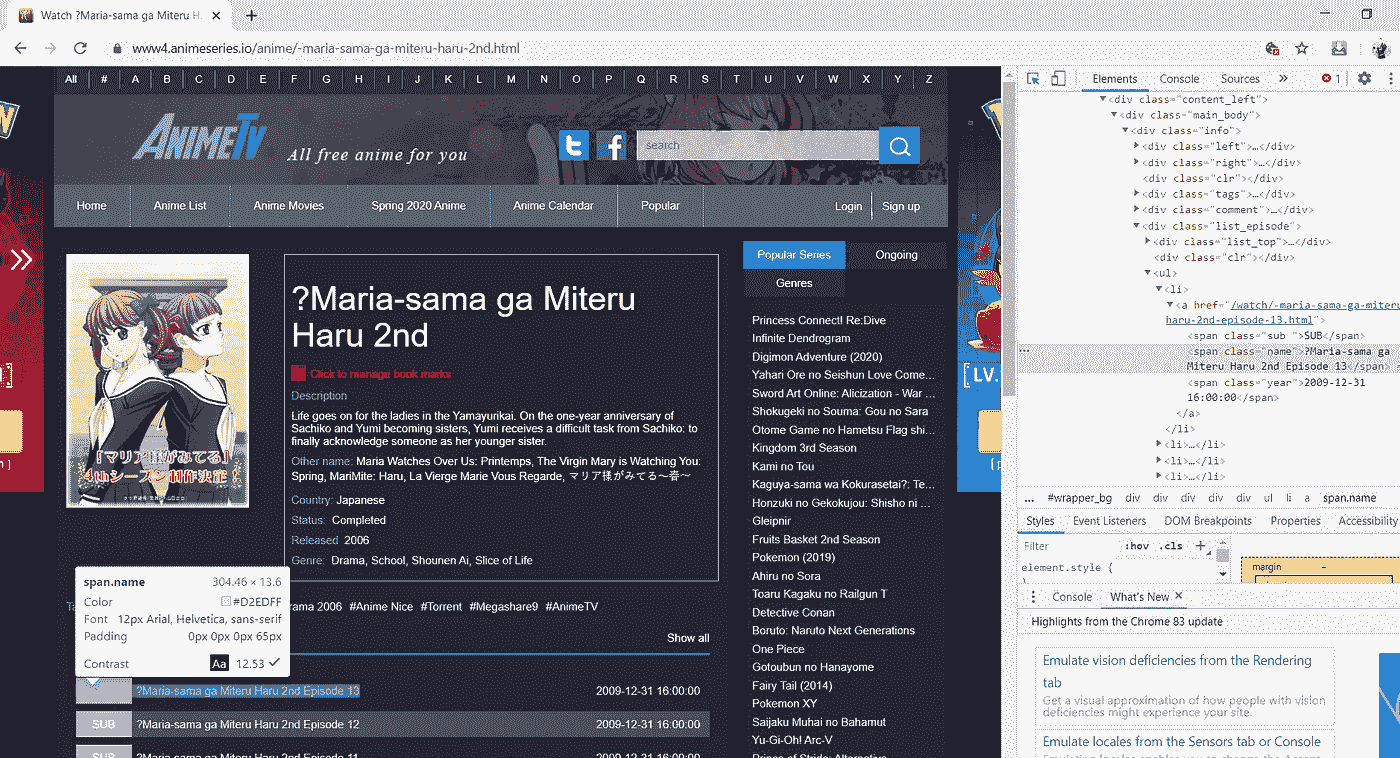 Watch ?Maria-sama ga Miteru H
www4.animeseries.io/anime/-maria-sama-ga-miteru-haru-2nd.html
All # A B C D E F G H I J K L M N O P Q R S T U V W X Y Z
ANIMETV
All free anime for you
search
Home Anime List Anime Movies Spring 2020 Anime Anime Calendar Popular Login Sign up
?Maria-sama ga Miteru
Haru 2nd
Click to manage book marks
Description
Life goes on for the ladies in the Yamayurikai. On the one-year anniversary of
Sachiko and Yumi becoming sisters, Yumi receives a difficult task from Sachiko: to
finally acknowledge someone as her younger sister.
Other name: Maria Watches Over Us: Printemps, The Virgin Mary is Watching You:
Spring, MariMite: Haru, La Vierge Marie Vous Regarde, マリア様がみてる〜春〜
Country: Japanese
Status: Completed
Released 2006
Genre: Drama, School, Shounen Ai, Slice of Life
『マリア様がみてる』
4thシーズン制作決定!
span.name 304.46 × 13.6
Color #D2EDFF
Font 12px Arial, Helvetica, sans-serif
Padding 0px 0px 0px 65px
Contrast Aa 12.53
rama 2006 #Anime Nice #Torrent #Megashare9 #AnimeTV
Show all
?Maria-sama ga Miteru Haru 2nd Episode 13 2009-12-31 16:00:00
SUB ?Maria-sama ga Miteru Haru 2nd Episode 12 2009-12-31 16:00:00
Popular Series Ongoing
Genres
Princess Connect! Re:Dive
Infinite Dendrogram
Digimon Adventure (2020)
Yahari Ore no Seishun Love Come...
Sword Art Online: Alicization - War ...
Shokugeki no Souma: Gou no Sara
Otome Game no Hametsu Flag shi...
Kingdom 3rd Season
Kami no Tou
Kaguya-sama wa Kokurasetai?: Te...
Honzuki no Gekokujou: Shisho ni ...
Gleipnir
Fruits Basket 2nd Season
Pokemon (2019)
Ahiru no Sora
Toaru Kagaku no Railgun T
Detective Conan
Boruto: Naruto Next Generations
One Piece
Gotoubun no Hanayome
Fairy Tail (2014)
Pokemon XY
Saijaku Muhai no Bahamut
Yu-Gi-Oh! Arc-V
[LV.
Elements Console Sources » 1
<div class="content_left">
<div class="main_body">
<div class="info">
<div class="left">…</div>
<div class="right">…</div>
<div class="clr"></div>
<div class="tags">…</div>
<div class="comment">…</div>
<div class="list_episode">
<div class="list_top">…</div>
<div class="clr"></div>
<ul>
<li>
<a href="/watch/-maria-sama-ga-miteru-
haru-2nd-episode-13.html">
<span class="sub ">SUB</span>
<span class="name">?Maria-sama ga
Miteru Haru 2nd Episode 13</span>
<span class="year">2009-12-31
16:00:00</span>
</a>
</li>
<li>…</li>
<li>…</li>
<li>…</li>
... #wrapper_bg div div div div div ul li a span.name
Styles Event Listeners DOM Breakpoints Properties Accessibility
Filter :hov .cls +
element.style {
margin –
Console What's New ×
Highlights from the Chrome 83 update
Emulate vision deficiencies from the Rendering
tab
Get a visual approximation of how people with vision
deficiencies might experience your site.
Emulate locales from the Sensors tab or Console